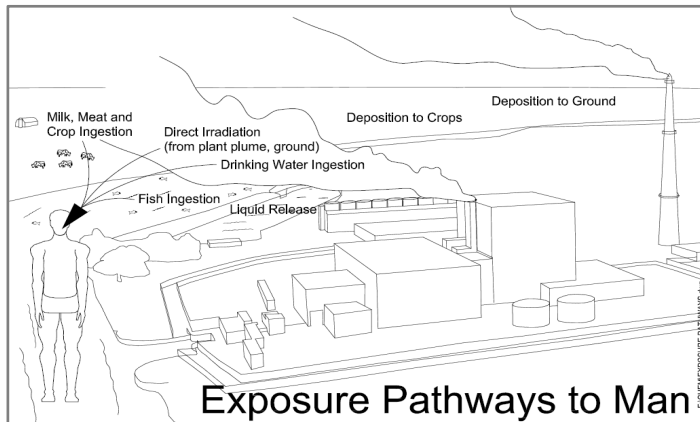 Deposition to Ground
Deposition to Crops
Milk, Meat and
Crop Ingestion
Direct Irradiation
(from plant plume, ground)
Drinking Water Ingestion
Fish Ingestion
Liquid Release
Exposure Pathways to Man